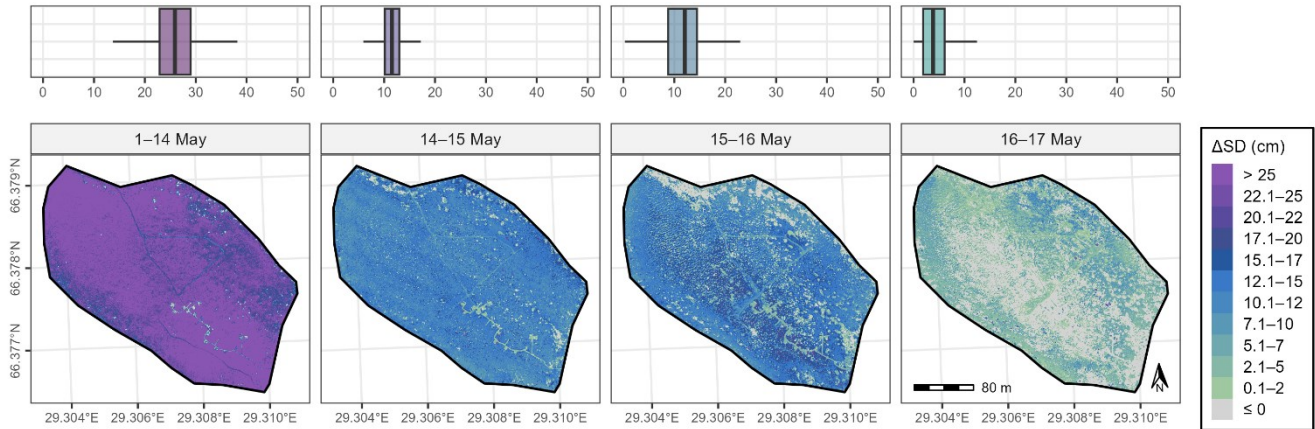 0 10 20 30 40 50 0 10 20 30 40 50 0 10 20 30 40 50 0 10 20 30 40 50
1–14 May 14–15 May 15–16 May 16–17 May
ΔSD (cm)
> 25
22.1–25
20.1–22
17.1–20
15.1–17
12.1–15
10.1–12
7.1–10
5.1–7
2.1–5
0.1–2
≤ 0
66.379°N
66.378°N
66.377°N
80 m
N
29.304°E 29.306°E 29.308°E 29.310°E 29.304°E 29.306°E 29.308°E 29.310°E 29.304°E 29.306°E 29.308°E 29.310°E 29.304°E 29.306°E 29.308°E 29.310°E